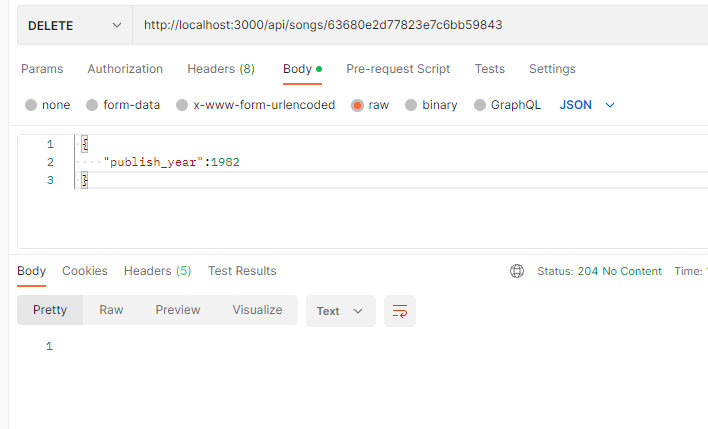 DELETE http://localhost:3000/api/songs/63680e2d77823e7c6bb59843
Params Authorization Headers (8) Body Pre-request Script Tests Settings
none form-data x-www-form-urlencoded raw binary GraphQL JSON
1 {
2 "publish_year":1982
3 }
Body Cookies Headers (5) Test Results Status: 204 No Content Time:
Pretty Raw Preview Visualize Text
1